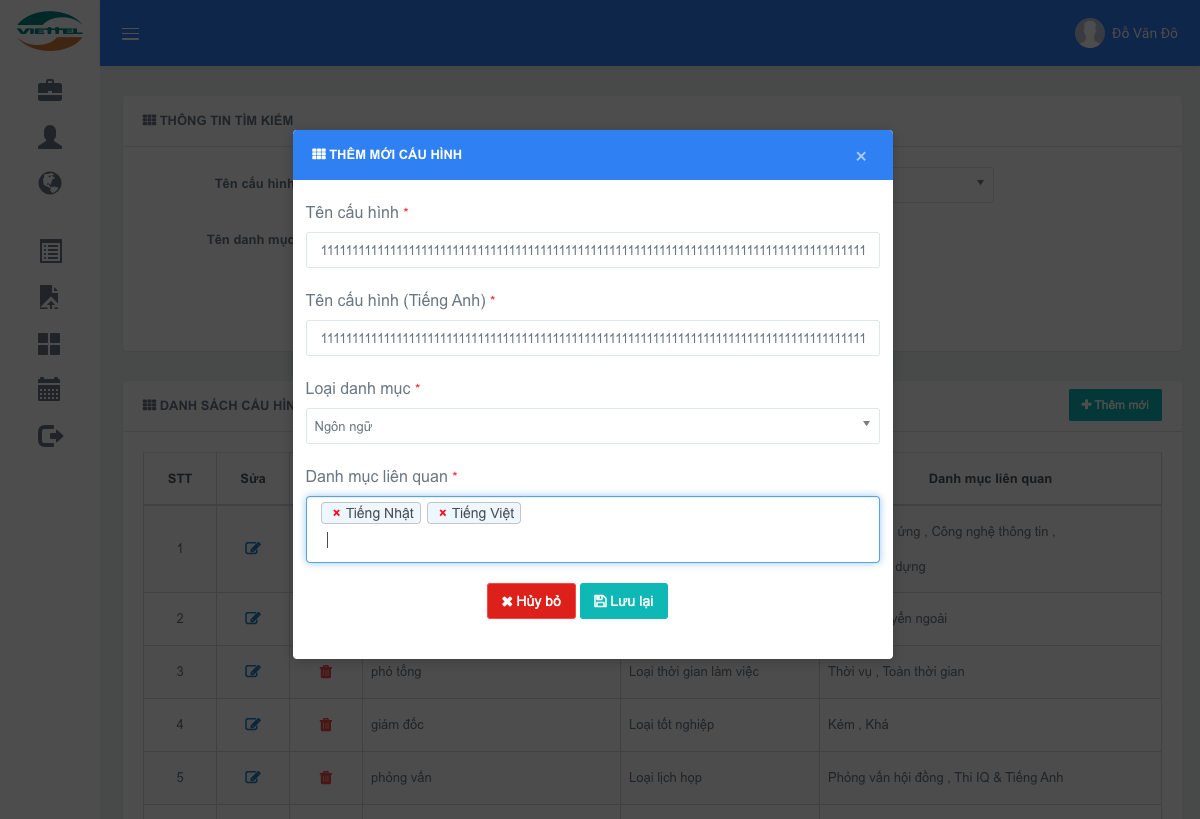 VIETTEL
Đỗ Văn Đô
THÔNG TIN TÌM KIẾM
Tên cấu hình
Tên danh mục
THÊM MỚI CẤU HÌNH
×
Tên cấu hình *
Tên cấu hình (Tiếng Anh) *
Loại danh mục *
Ngôn ngữ
Danh mục liên quan *
× Tiếng Nhật × Tiếng Việt
Hủy bỏ Lưu lại
DANH SÁCH CẤU HÌN
Thêm mới
STT Sửa Danh mục liên quan
1 ứng , Công nghệ thông tin ,
dựng
2 ngoài
3 phó tổng Loại thời gian làm việc Thời vụ , Toàn thời gian
4 giám đốc Loại tốt nghiệp Kém , Khá
5 phỏng vấn Loại lịch họp Phỏng vấn hội đồng , Thi IQ & Tiếng Anh